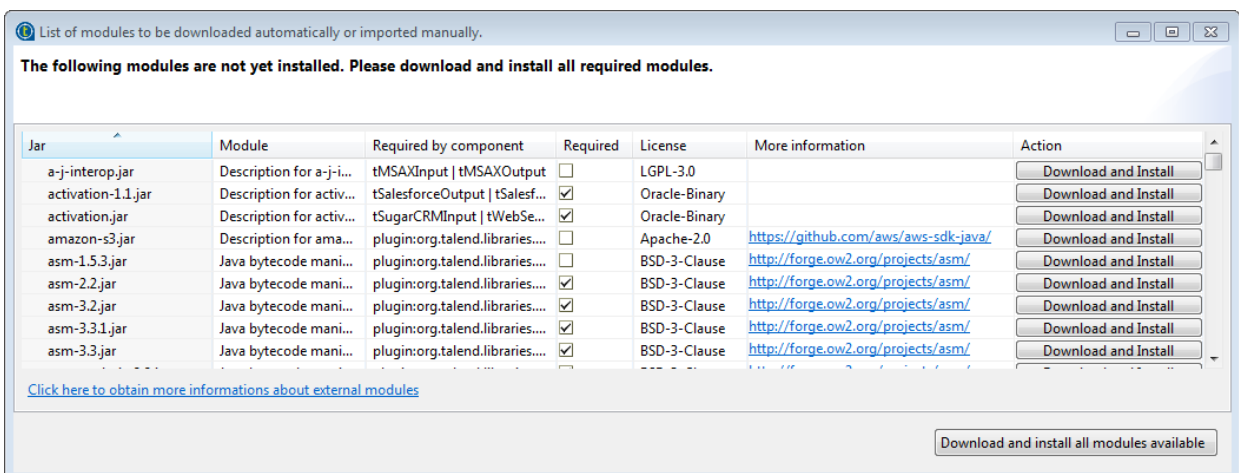 List of modules to be downloaded automatically or imported manually.
The following modules are not yet installed. Please download and install all required modules.
Jar Module Required by component Required License More information Action
a-j-interop.jar Description for a-j-i... tMSAXInput | tMSAXOutput LGPL-3.0 Download and Install
activation-1.1.jar Description for activ... tSalesforceOutput | tSalesf... Oracle-Binary Download and Install
activation.jar Description for activ... tSugarCRMInput | tWebSe... Oracle-Binary Download and Install
amazon-s3.jar Description for ama... plugin:org.talend.libraries.... Apache-2.0 https://github.com/aws/aws-sdk-java/ Download and Install
asm-1.5.3.jar Java bytecode mani... plugin:org.talend.libraries.... BSD-3-Clause http://forge.ow2.org/projects/asm/ Download and Install
asm-2.2.jar Java bytecode mani... plugin:org.talend.libraries.... BSD-3-Clause http://forge.ow2.org/projects/asm/ Download and Install
asm-3.2.jar Java bytecode mani... plugin:org.talend.libraries.... BSD-3-Clause http://forge.ow2.org/projects/asm/ Download and Install
asm-3.3.1.jar Java bytecode mani... plugin:org.talend.libraries.... BSD-3-Clause http://forge.ow2.org/projects/asm/ Download and Install
asm-3.3.jar Java bytecode mani... plugin:org.talend.libraries.... BSD-3-Clause http://forge.ow2.org/projects/asm/ Download and Install
Click here to obtain more informations about external modules
Download and install all modules available